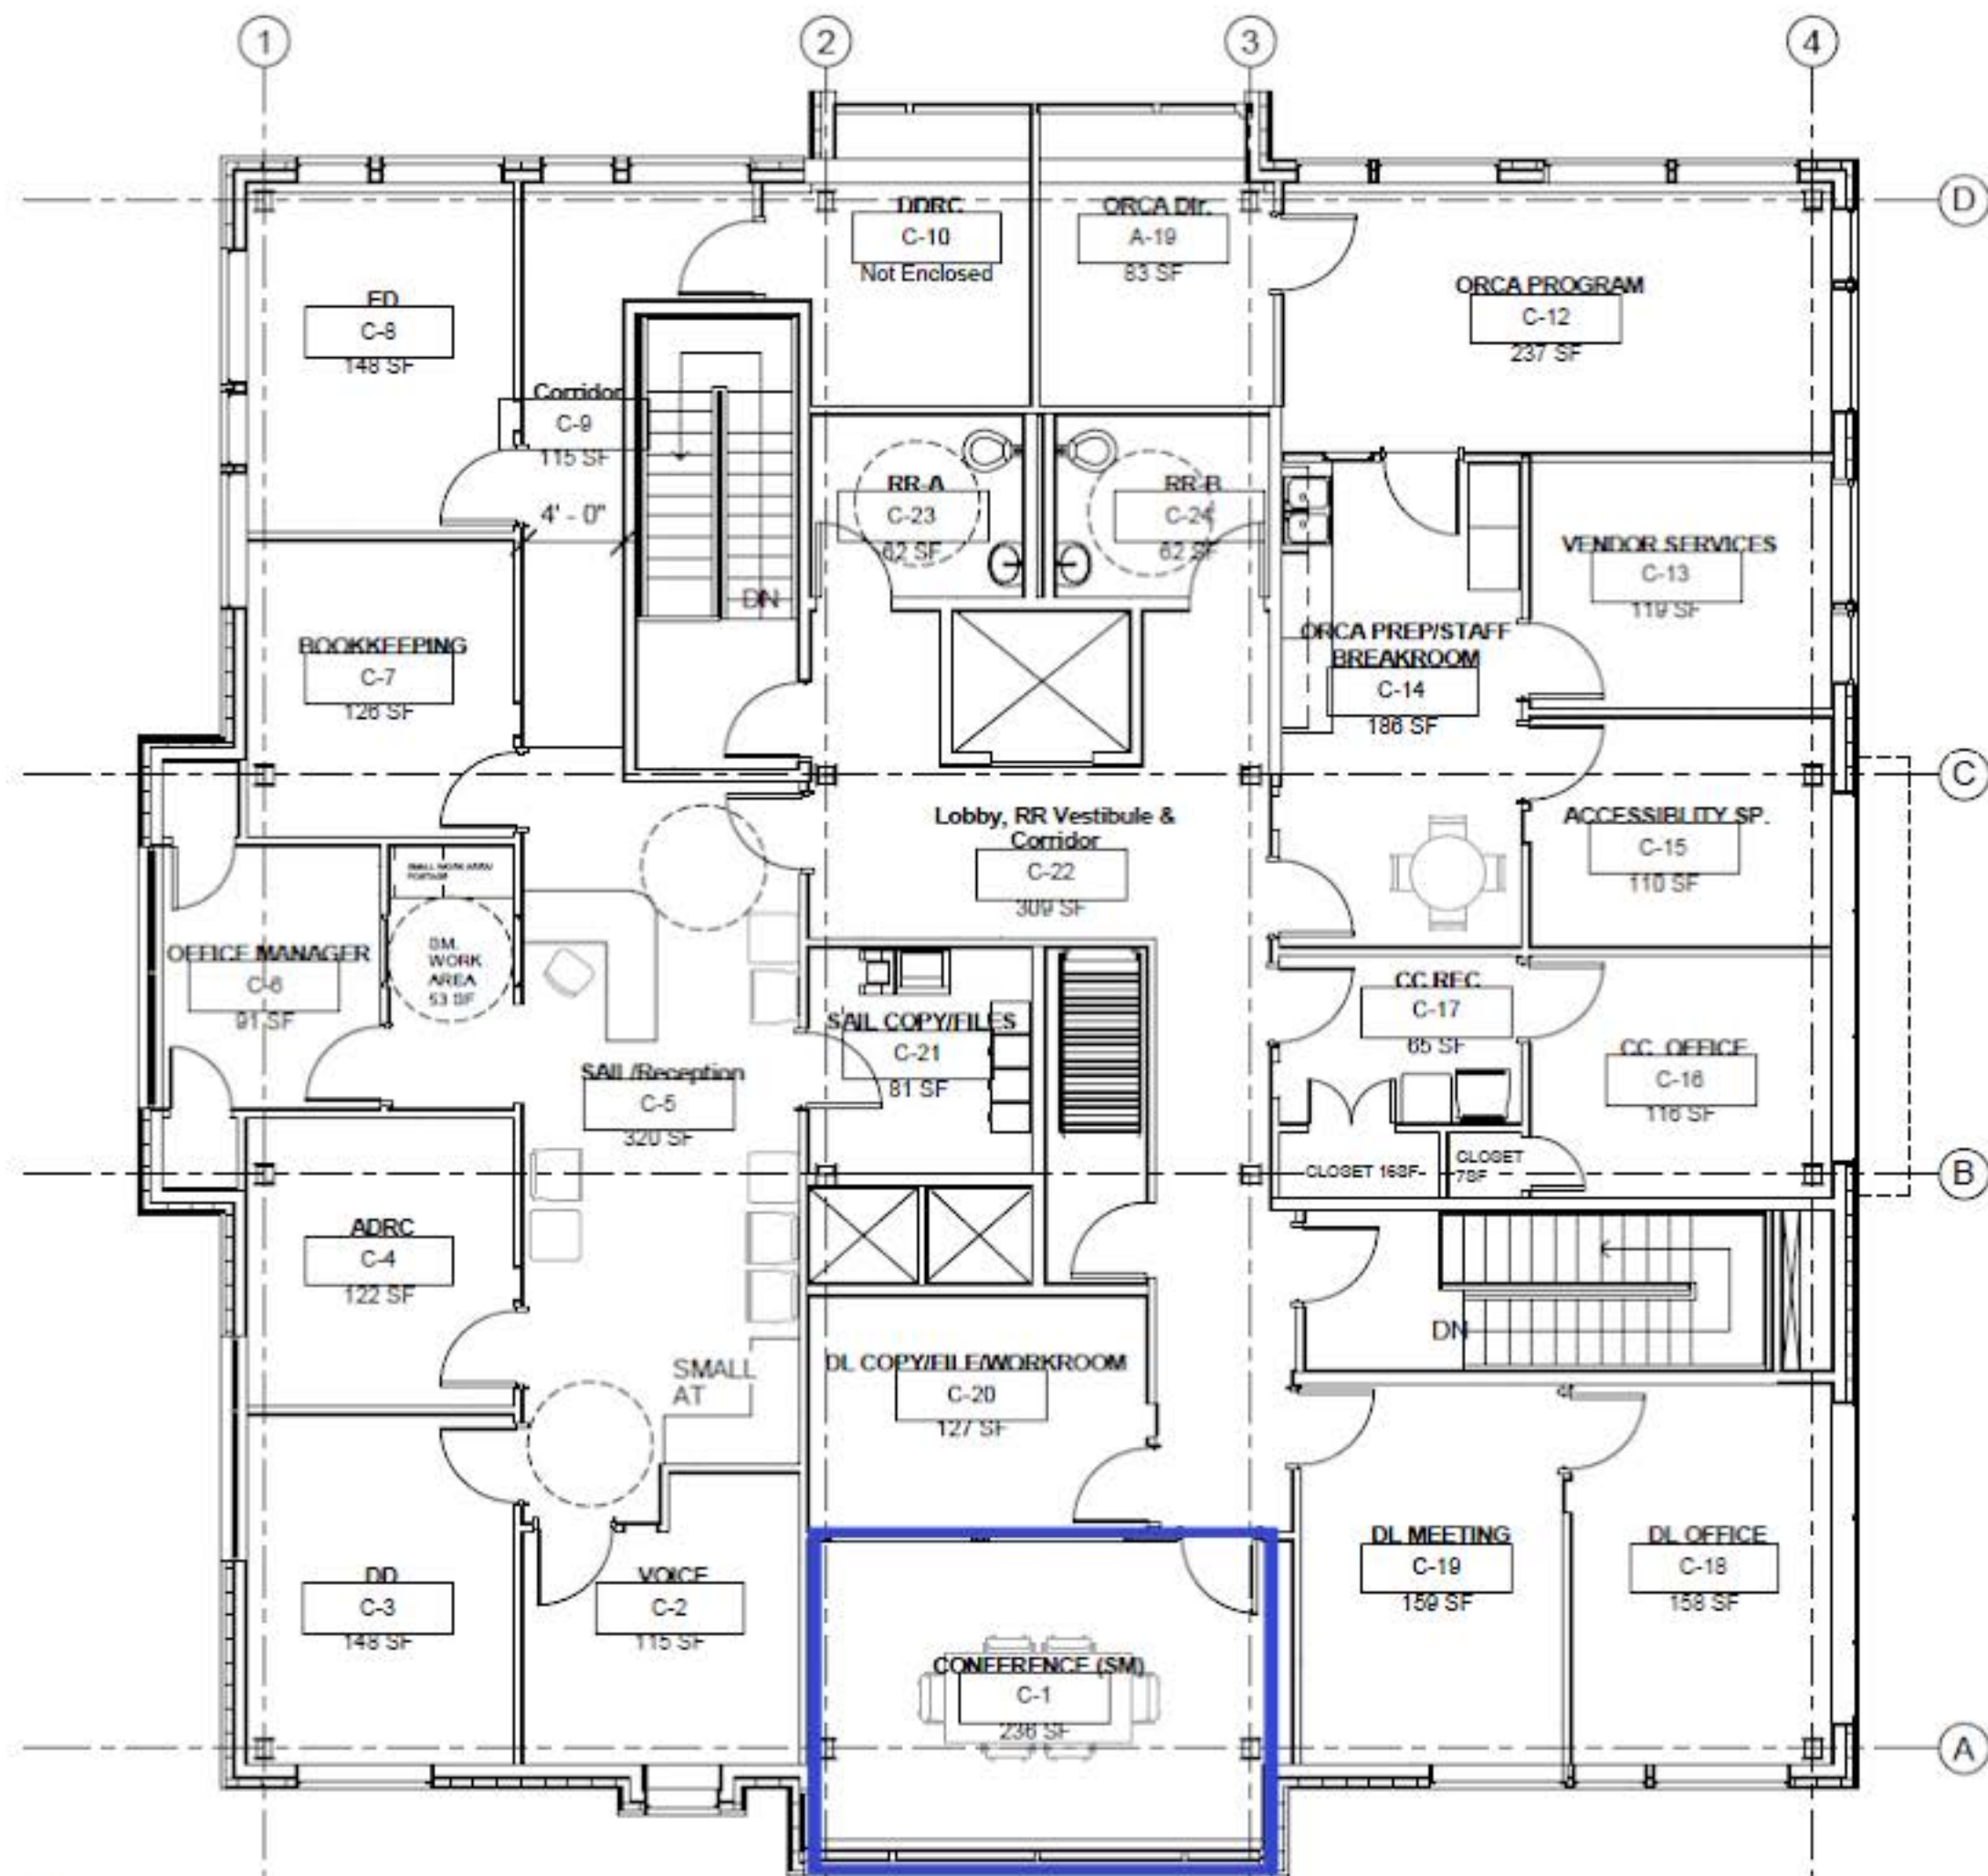 1
2
3
4
D
DDRC
C-10
Not Enclosed
ORCA Dir.
A-19
83 SF
ORCA PROGRAM
C-12
237 SF
ED
C-8
148 SF
Corridor
C-9
115 SF
4' - 0"
DN
RR-A
C-23
62 SF
RR-B
C-24
62 SF
VENDOR SERVICES
C-13
119 SF
BOOKKEEPING
C-7
126 SF
ORCA PREP/STAFF
BREAKROOM
C-14
186 SF
C
Lobby, RR Vestibule &
Corridor
C-22
309 SF
ACCESSIBLITY SP.
C-15
110 SF
OFFICE MANAGER
C-6
91 SF
SMALL WORK AREA/
POSTAGE
SM.
WORK
AREA
53 SF
SAIL COPY/FILES
C-21
81 SF
CC REC
C-17
65 SF
CC OFFICE
C-16
116 SF
SAIL/Reception
C-5
320 SF
CLOSET 16SF
CLOSET
7SF
B
ADRC
C-4
122 SF
DN
SMALL
AT
DL COPY/FILE/WORKROOM
C-20
127 SF
DD
C-3
148 SF
VOICE
C-2
115 SF
DL MEETING
C-19
159 SF
DL OFFICE
C-18
158 SF
CONFERENCE (SM)
C-1
236 SF
A